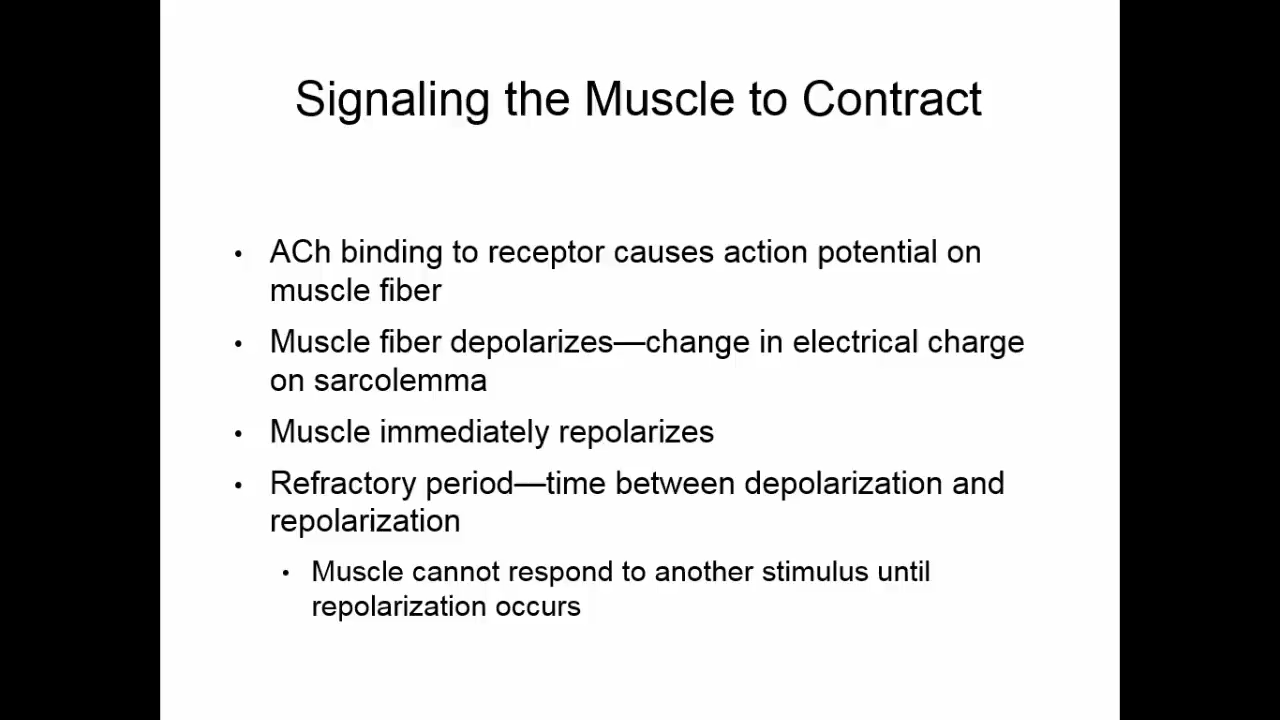 Signaling the Muscle to Contract
• ACh binding to receptor causes action potential on
muscle fiber
• Muscle fiber depolarizes—change in electrical charge
on sarcolemma
• Muscle immediately repolarizes
• Refractory period—time between depolarization and
repolarization
• Muscle cannot respond to another stimulus until
repolarization occurs